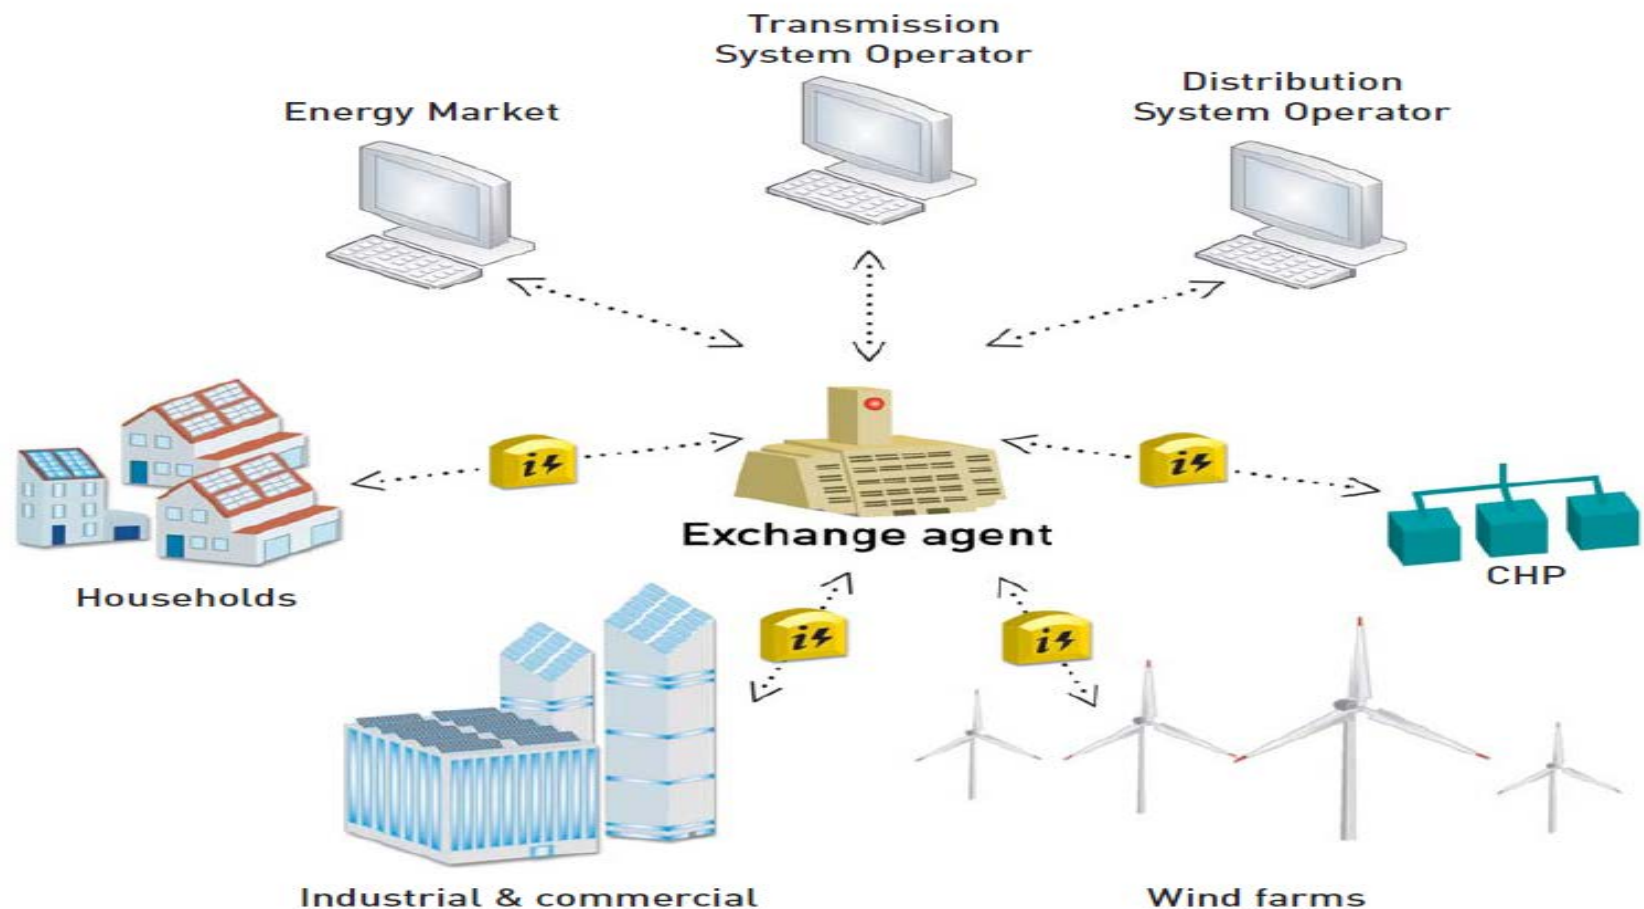 Transmission
System Operator
Distribution
System Operator
Energy Market
i
i
Exchange agent
CHP
Households
i
i
Industrial & commercial
Wind farms